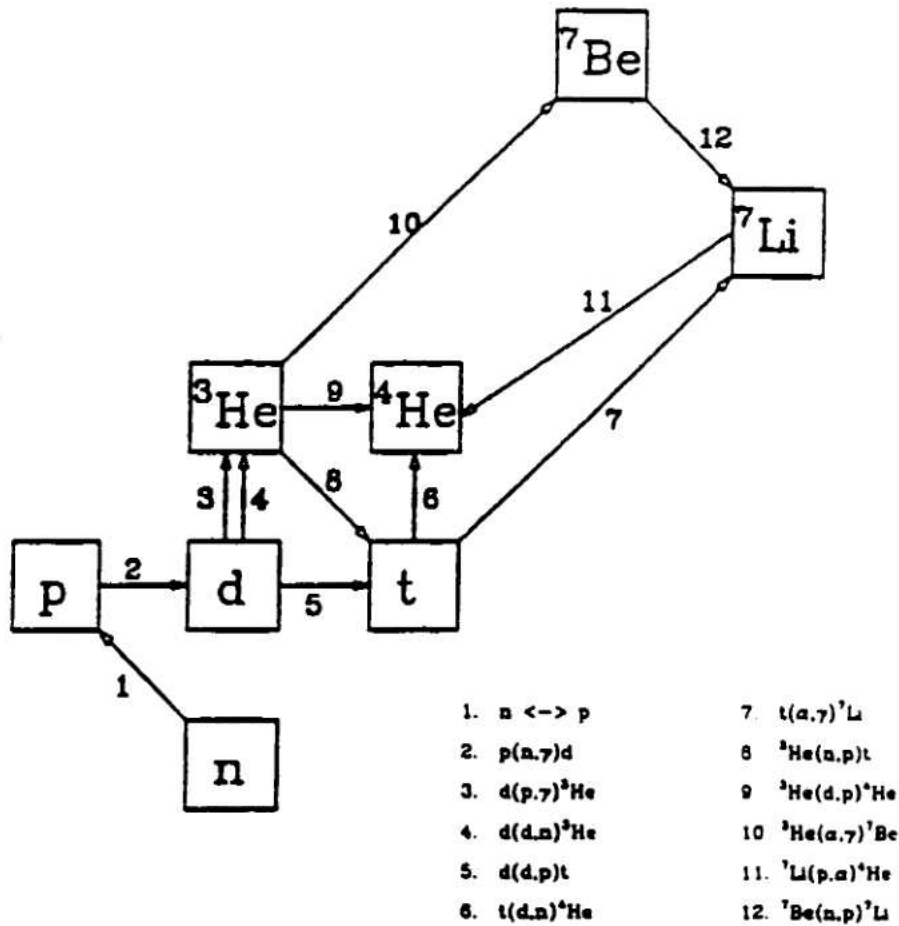 ⁷Be
12
⁷Li
10
11
³He
9
⁴He
7
8
3
4
6
p
2
d
5
t
1
n
1. n <-> p
2. p(n,γ)d
3. d(p,γ)³He
4. d(d,n)³He
5. d(d,p)t
6. t(d,n)⁴He
7. t(α,γ)⁷Li
8 ³He(n,p)t
9 ³He(d,p)⁴He
10 ³He(α,γ)⁷Be
11. ⁷Li(p,α)⁴He
12. ⁷Be(n,p)⁷Li